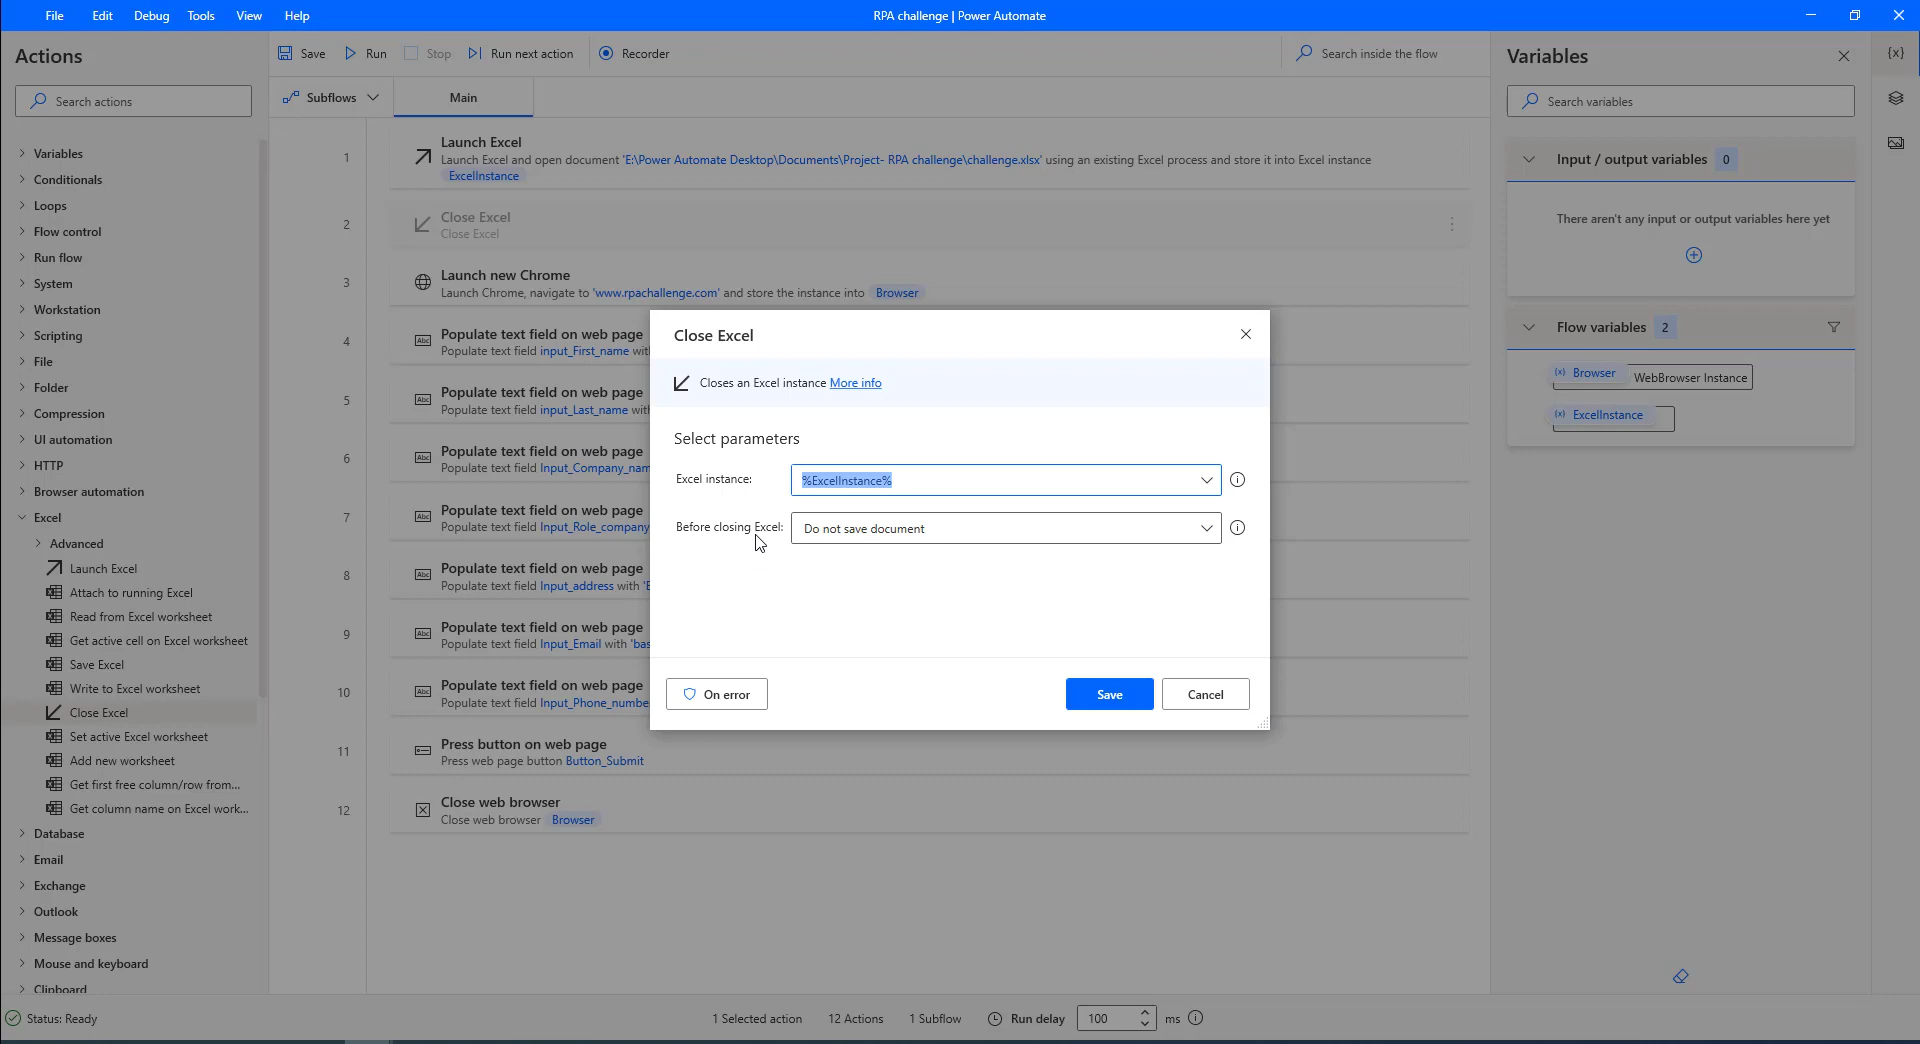 File Edit Debug Tools View Help
RPA challenge | Power Automate
Actions
Search actions
Variables
Conditionals
Loops
Flow control
Run flow
System
Workstation
Scripting
File
Folder
Compression
UI automation
HTTP
Browser automation
Excel
Advanced
Launch Excel
Attach to running Excel
Read from Excel worksheet
Get active cell on Excel worksheet
Save Excel
Write to Excel worksheet
Close Excel
Set active Excel worksheet
Add new worksheet
Get first free column/row from...
Get column name on Excel work...
Database
Email
Exchange
Outlook
Message boxes
Mouse and keyboard
Clipboard
Save Run Stop Run next action Recorder
Search inside the flow
Subflows Main
1
Launch Excel
Launch Excel and open document 'E:\Power Automate Desktop\Documents\Project- RPA challenge\challenge.xlsx' using an existing Excel process and store it into Excel instance
ExcelInstance
2
Close Excel
Close Excel
3
Launch new Chrome
Launch Chrome, navigate to 'www.rpachallenge.com' and store the instance into Browser
4
Populate text field on web page
Populate text field input_First_name
5
Populate text field on web page
Populate text field input_Last_name
6
Populate text field on web page
Populate text field
7
Populate text field on web page
Populate text field Input_Role_company
8
Populate text field on web page
Populate text field Input_address with
9
Populate text field on web page
Populate text field Input_Email with
10
Populate text field on web page
Populate text field
11
Press button on web page
Press web page button Button_Submit
12
Close web browser
Close web browser Browser
Close Excel
Closes an Excel instance More info
Select parameters
Excel instance: %ExcelInstance%
Before closing Excel: Do not save document
On error Save Cancel
Variables
{x}
Search variables
Input / output variables 0
There aren't any input or output variables here yet
Flow variables 2
(x) Browser WebBrowser Instance
(x) ExcelInstance
Status: Ready
1 Selected action 12 Actions 1 Subflow Run delay 100 ms